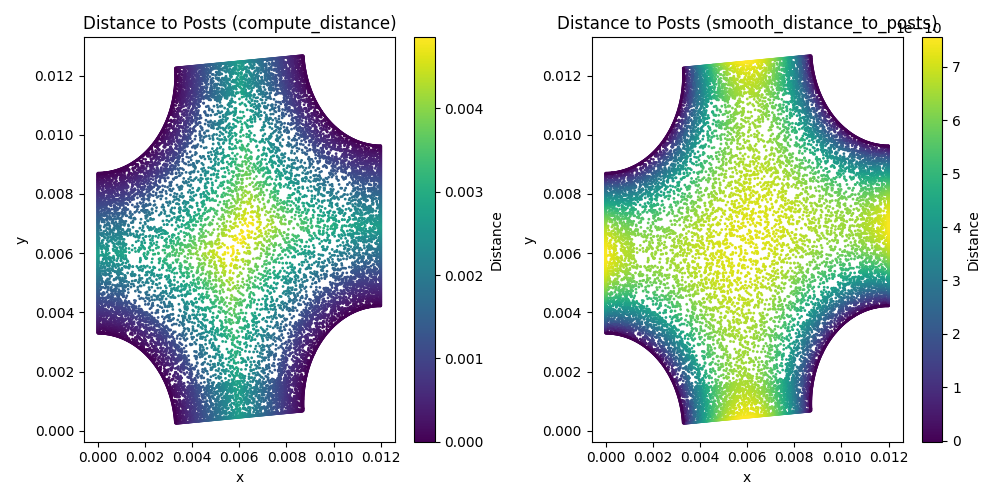 Distance to Posts (compute_distance)
0.012
0.010
0.008
0.006
0.004
0.002
0.000
y
0.000 0.002 0.004 0.006 0.008 0.010 0.012
x
0.004
0.003
0.002
0.001
0.000
Distance
Distance to Posts (smooth_distance_to_posts)
1e−10
0.012
0.010
0.008
0.006
0.004
0.002
0.000
y
0.000 0.002 0.004 0.006 0.008 0.010 0.012
x
7
6
5
4
3
2
1
0
Distance